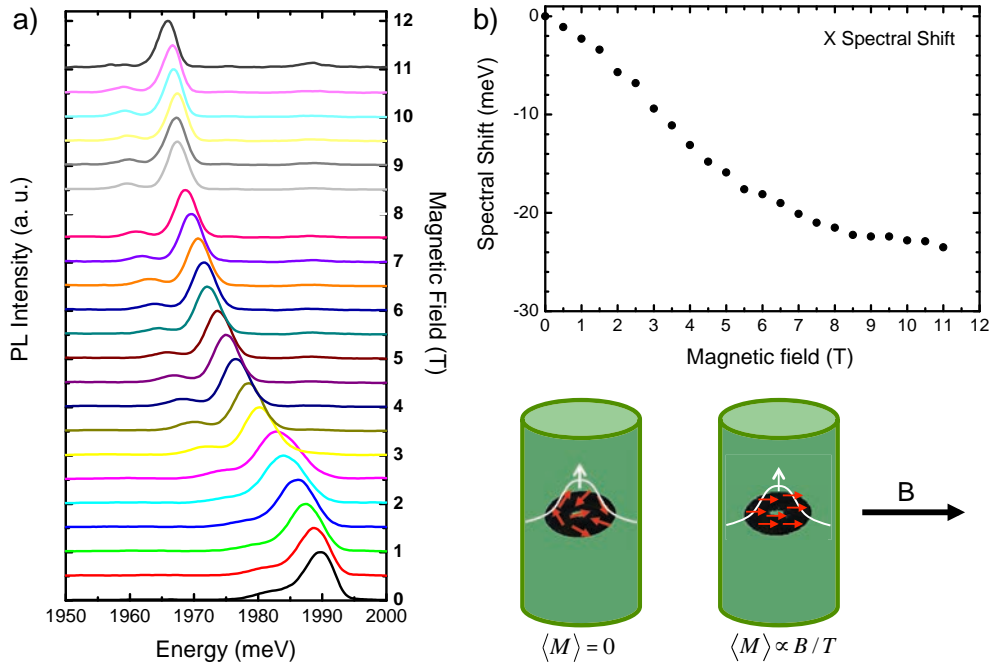 a)
PL Intensity (a. u.)
12
11
10
9
8
7
6
5
4
3
2
1
0
Magnetic Field (T)
1950 1960 1970 1980 1990 2000
Energy (meV)
b)
X Spectral Shift
Spectral Shift (meV)
0
-10
-20
-30
0 1 2 3 4 5 6 7 8 9 10 11 12
Magnetic field (T)
B
⟨M⟩ = 0
⟨M⟩ ∝ B / T